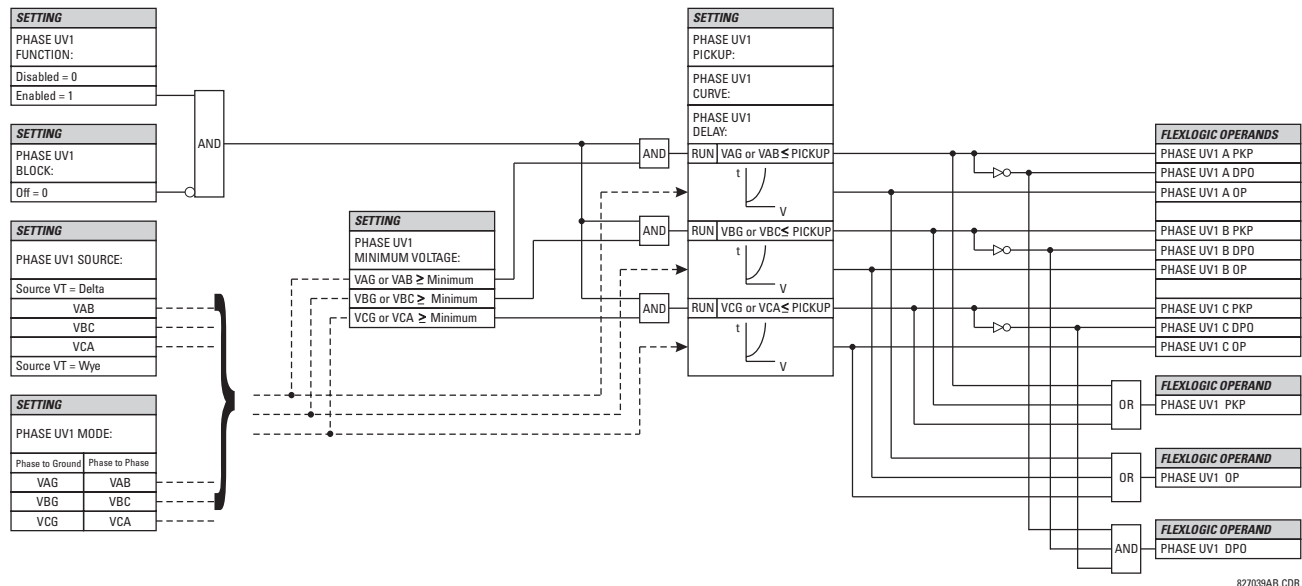 SETTING
PHASE UV1
FUNCTION:
Disabled = 0
Enabled = 1
SETTING
PHASE UV1
BLOCK:
Off = 0
AND
SETTING
PHASE UV1 SOURCE:
Source VT = Delta
VAB
VBC
VCA
Source VT = Wye
SETTING
PHASE UV1 MODE:
Phase to Ground Phase to Phase
VAG VAB
VBG VBC
VCG VCA
SETTING
PHASE UV1
MINIMUM VOLTAGE:
VAG or VAB ≥ Minimum
VBG or VBC ≥ Minimum
VCG or VCA ≥ Minimum
AND
AND
AND
SETTING
PHASE UV1
PICKUP:
PHASE UV1
CURVE:
PHASE UV1
DELAY:
RUN VAG or VAB ≤ PICKUP
t
V
RUN VBG or VBC ≤ PICKUP
t
V
RUN VCG or VCA ≤ PICKUP
t
V
FLEXLOGIC OPERANDS
PHASE UV1 A PKP
PHASE UV1 A DPO
PHASE UV1 A OP
PHASE UV1 B PKP
PHASE UV1 B DPO
PHASE UV1 B OP
PHASE UV1 C PKP
PHASE UV1 C DPO
PHASE UV1 C OP
OR
FLEXLOGIC OPERAND
PHASE UV1 PKP
OR
FLEXLOGIC OPERAND
PHASE UV1 OP
AND
FLEXLOGIC OPERAND
PHASE UV1 DPO
827039AB.CDR